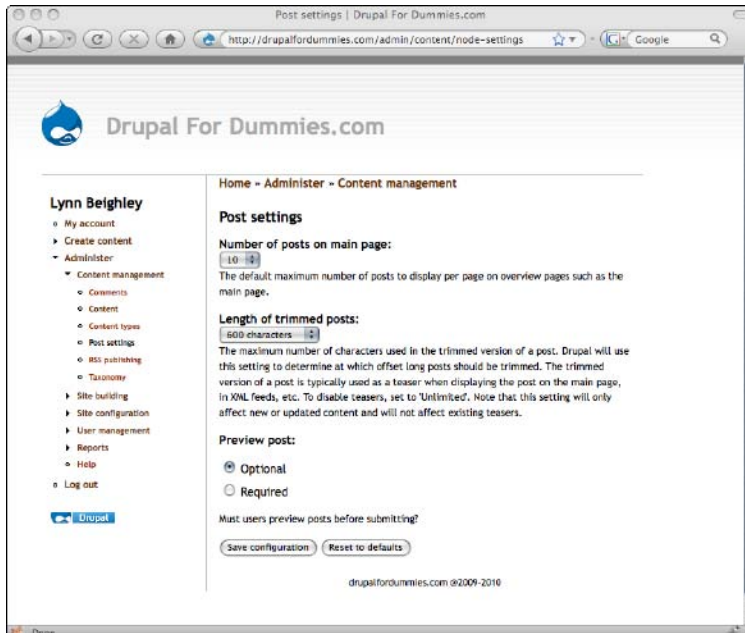 Post settings | Drupal For Dummies.com
http://drupalfordummies.com/admin/content/node-settings
Google
Drupal For Dummies.com
Lynn Beighley
My account
Create content
Administer
Content management
Comments
Content
Content types
Post settings
RSS publishing
Taxonomy
Site building
Site configuration
User management
Reports
Help
Log out
Drupal
Home » Administer » Content management
Post settings
Number of posts on main page:
10
The default maximum number of posts to display per page on overview pages such as the
main page.
Length of trimmed posts:
600 characters
The maximum number of characters used in the trimmed version of a post. Drupal will use
this setting to determine at which offset long posts should be trimmed. The trimmed
version of a post is typically used as a teaser when displaying the post on the main page,
in XML feeds, etc. To disable teasers, set to 'Unlimited'. Note that this setting will only
affect new or updated content and will not affect existing teasers.
Preview post:
Optional
Required
Must users preview posts before submitting?
Save configuration
Reset to defaults
drupalfordummies.com @2009-2010